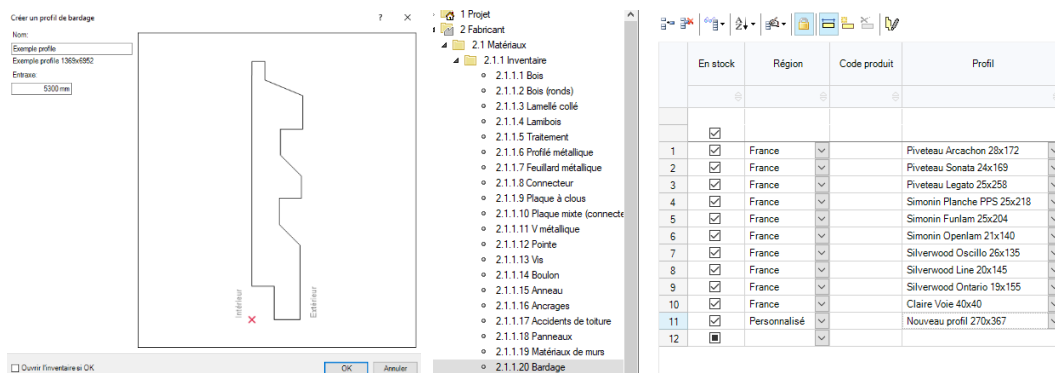 Créer un profil de bardage
Nom:
Exemple profile
Exemple profile 1369x6952
Entraxe:
5300 mm
Intérieur
Extérieur
Ouvrir l'inventaire si OK
OK
Annuler
1 Projet
2 Fabricant
2.1 Matériaux
2.1.1 Inventaire
2.1.1.1 Bois
2.1.1.2 Bois (ronds)
2.1.1.3 Lamellé collé
2.1.1.4 Lamibois
2.1.1.5 Traitement
2.1.1.6 Profilé métallique
2.1.1.7 Feuillard métallique
2.1.1.8 Connecteur
2.1.1.9 Plaque à clous
2.1.1.10 Plaque mixte (connecte
2.1.1.11 V métallique
2.1.1.12 Pointe
2.1.1.13 Vis
2.1.1.14 Boulon
2.1.1.15 Anneau
2.1.1.16 Ancrages
2.1.1.17 Accidents de toiture
2.1.1.18 Panneaux
2.1.1.19 Matériaux de murs
2.1.1.20 Bardage
En stock Région Code produit Profil
1 France Piveteau Arcachon 28x172
2 France Piveteau Sonata 24x169
3 France Piveteau Legato 25x258
4 France Simonin Planche PPS 25x218
5 France Simonin Funlam 25x204
6 France Simonin Openlam 21x140
7 France Silverwood Oscillo 26x135
8 France Silverwood Line 20x145
9 France Silverwood Ontario 19x155
10 France Claire Voie 40x40
11 Personnalisé Nouveau profil 270x367
12